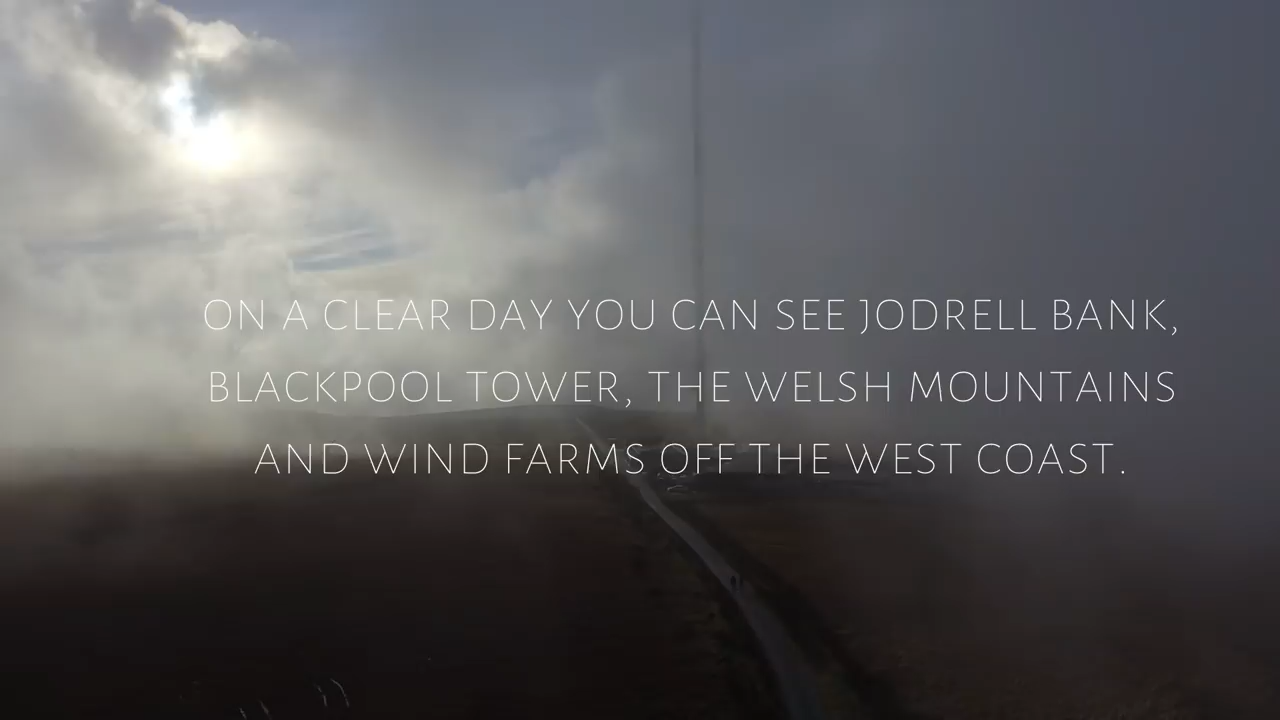 ON A CLEAR DAY YOU CAN SEE JODRELL BANK,
BLACKPOOL TOWER, THE WELSH MOUNTAINS
AND WIND FARMS OFF THE WEST COAST.